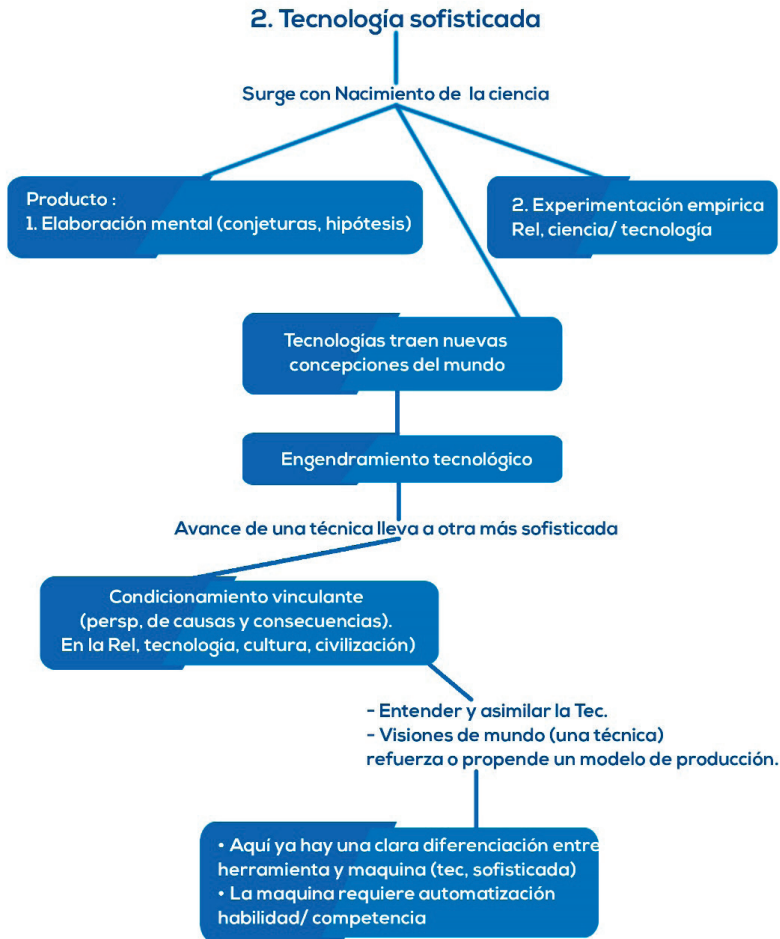 2. Tecnología sofisticada
Surge con Nacimiento de la ciencia
Producto :
1. Elaboración mental (conjeturas, hipótesis)
2. Experimentación empírica
Rel, ciencia/ tecnología
Tecnologías traen nuevas
concepciones del mundo
Engendramiento tecnológico
Avance de una técnica lleva a otra más sofisticada
Condicionamiento vinculante
(persp, de causas y consecuencias).
En la Rel, tecnología, cultura, civilización)
- Entender y asimilar la Tec.
- Visiones de mundo (una técnica)
refuerza o propende un modelo de producción.
• Aquí ya hay una clara diferenciación entre
herramienta y maquina (tec, sofisticada)
• La maquina requiere automatización
habilidad/ competencia